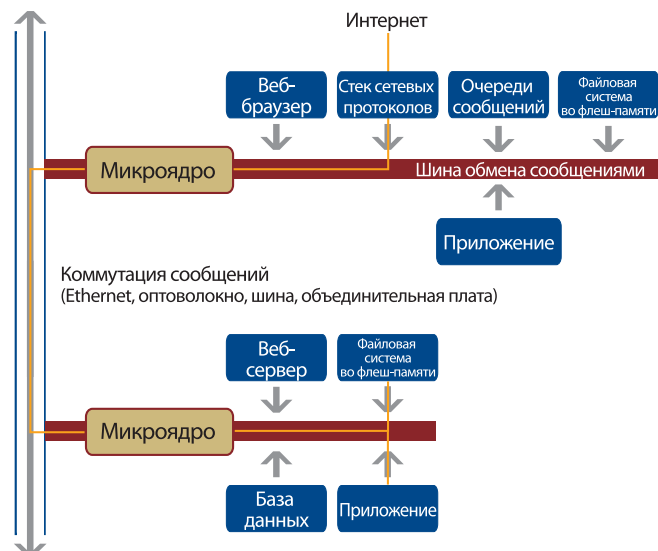 Интернет
Веб-
браузер
Стек сетевых
протоколов
Очереди
сообщений
Файловая
система
во флеш-памяти
Микроядро
Шина обмена сообщениями
Приложение
Коммутация сообщений
(Ethernet, оптоволокно, шина, объединительная плата)
Веб-
сервер
Файловая
система
во флеш-памяти
Микроядро
База
данных
Приложение